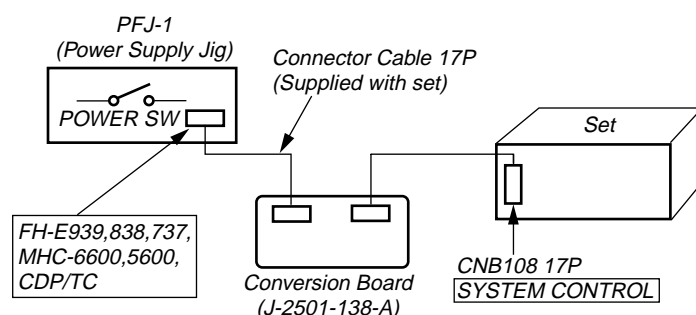 PFJ-1
(Power Supply Jig)
POWER SW
Connector Cable 17P
(Supplied with set)
Set
FH-E939,838,737,
MHC-6600,5600,
CDP/TC
Conversion Board
(J-2501-138-A)
CNB108 17P
SYSTEM CONTROL